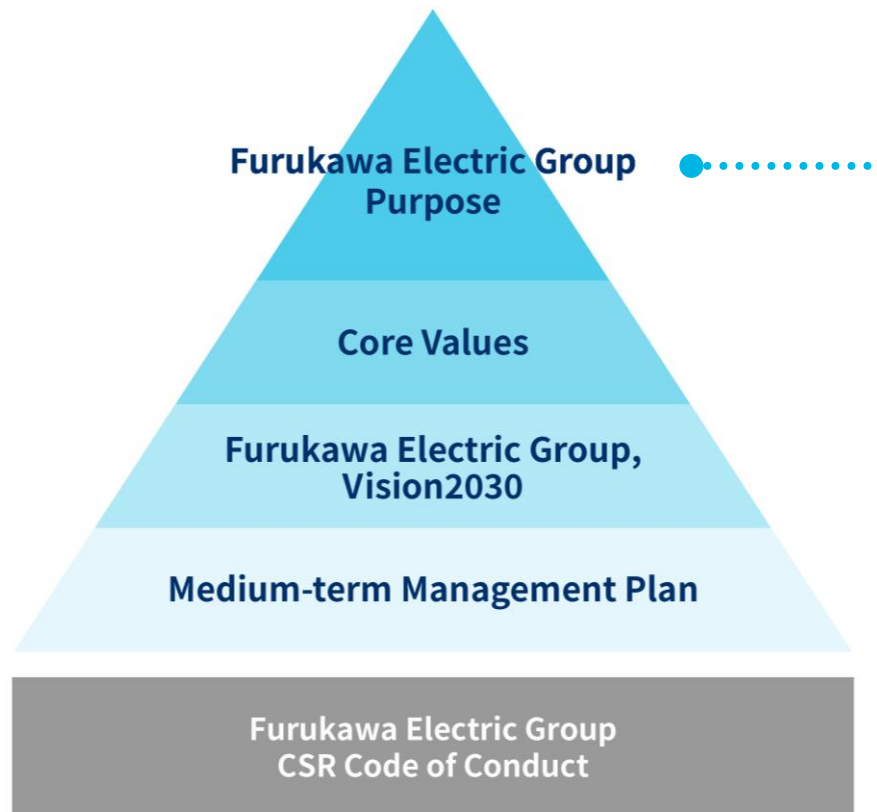 Furukawa Electric Group
Purpose
Core Values
Furukawa Electric Group,
Vision2030
Medium-term Management Plan
Furukawa Electric Group
CSR Code of Conduct